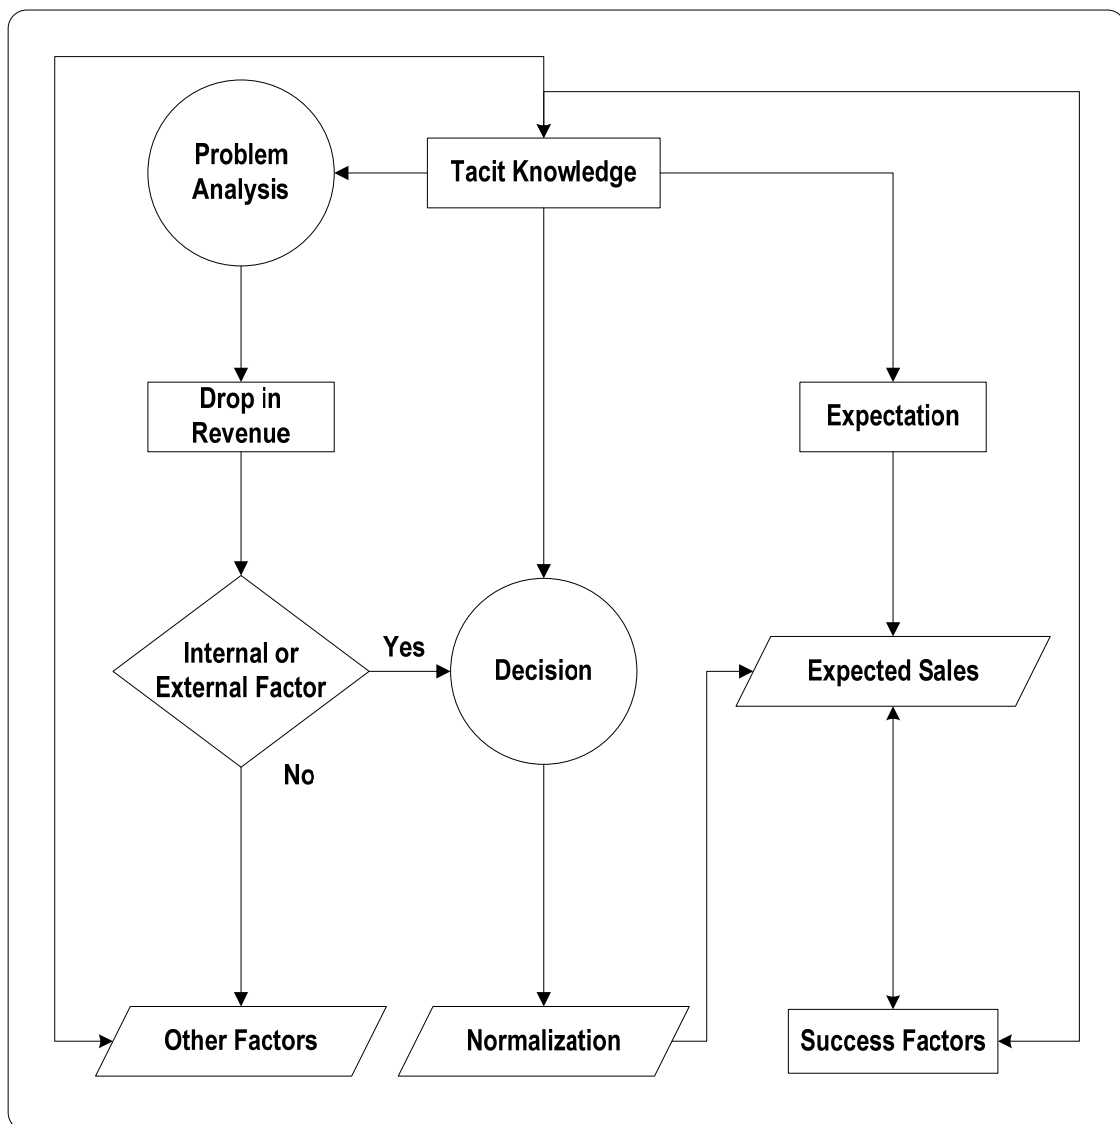 Problem
Analysis
Tacit Knowledge
Drop in
Revenue
Expectation
Internal or
External Factor
Yes
Decision
Expected Sales
No
Other Factors
Normalization
Success Factors